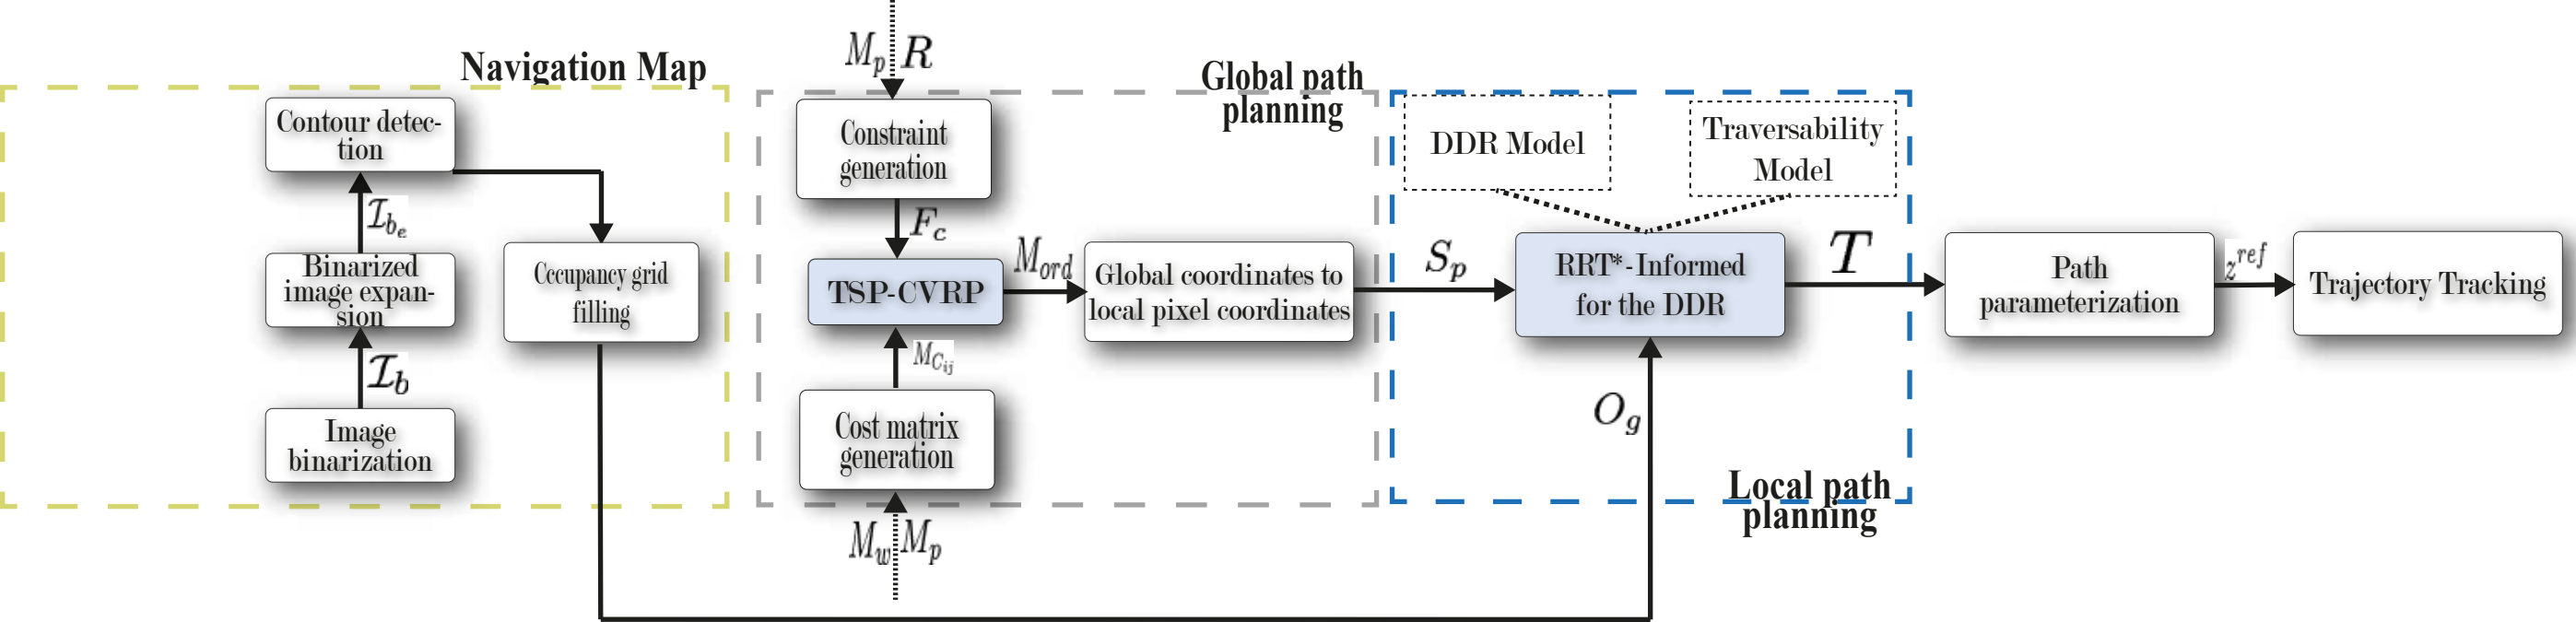 Navigation Map
Contour detec-
tion
I_{b_e}
Binarized
image expan-
sion
I_b
Image
binarization
Cccupancy grid
filling
M_p R
Global path
planning
Constraint
generation
F_c
TSP-CVRP
M_{ord}
Global coordinates to
local pixel coordinates
M_{C_{ij}}
Cost matrix
generation
M_w M_p
S_p
DDR Model
Traversability
Model
RRT*-Informed
for the DDR
O_g
Local path
planning
T
Path
parameterization
z^{ref}
Trajectory Tracking